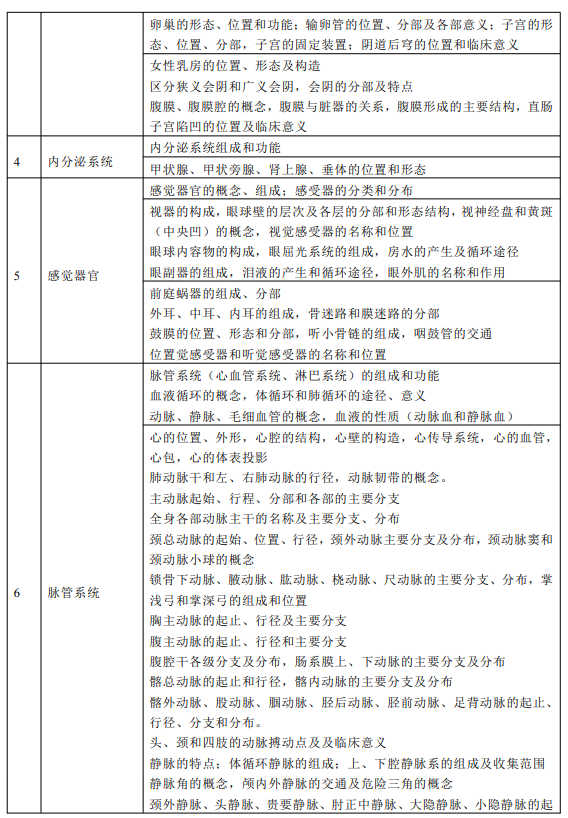 卵巢的形态、位置和功能；输卵管的位置、分部及各部意义；子宫的形
态、位置、分部，子宫的固定装置；阴道后穹的位置和临床意义
女性乳房的位置、形态及构造
区分狭义会阴和广义会阴，会阴的分部及特点
腹膜、腹膜腔的概念，腹膜与脏器的关系，腹膜形成的主要结构，直肠
子宫陷凹的位置及临床意义
4
内分泌系统
内分泌系统组成和功能
甲状腺、甲状旁腺、肾上腺、垂体的位置和形态
5
感觉器官
感觉器官的概念、组成；感受器的分类和分布
视器的构成，眼球壁的层次及各层的分部和形态结构，视神经盘和黄斑
（中央凹）的概念，视觉感受器的名称和位置
眼球内容物的构成，眼屈光系统的组成，房水的产生及循环途径
眼副器的组成，泪液的产生和循环途径，眼外肌的名称和作用
前庭蜗器的组成、分部
外耳、中耳、内耳的组成，骨迷路和膜迷路的分部
鼓膜的位置、形态和分部，听小骨链的组成，咽鼓管的交通
位置觉感受器和听觉感受器的名称和位置
6
脉管系统
脉管系统（心血管系统、淋巴系统）的组成和功能
血液循环的概念，体循环和肺循环的途径、意义
动脉、静脉、毛细血管的概念，血液的性质（动脉血和静脉血）
心的位置、外形，心腔的结构，心壁的构造，心传导系统，心的血管，
心包，心的体表投影
肺动脉干和左、右肺动脉的行径，动脉韧带的概念。
主动脉起始、行程、分部和各部的主要分支
全身各部动脉主干的名称及主要分支、分布
颈总动脉的起始、位置、行径，颈外动脉主要分支及分布，颈动脉窦和
颈动脉小球的概念
锁骨下动脉、腋动脉、肱动脉、桡动脉、尺动脉的主要分支、分布，掌
浅弓和掌深弓的组成和位置
胸主动脉的起止、行径及主要分支
腹主动脉的起止、行径和主要分支
腹腔干各级分支及分布，肠系膜上、下动脉的主要分支及分布
髂总动脉的起止和行径，髂内动脉的主要分支及分布
髂外动脉、股动脉、腘动脉、胫后动脉、胫前动脉、足背动脉的起止、
行径、分支和分布。
头、颈和四肢的动脉搏动点及及临床意义
静脉的特点；体循环静脉的组成；上、下腔静脉系的组成及收集范围
静脉角的概念，颅内外静脉的交通及危险三角的概念
颈外静脉、头静脉、贵要静脉、肘正中静脉、大隐静脉、小隐静脉的起